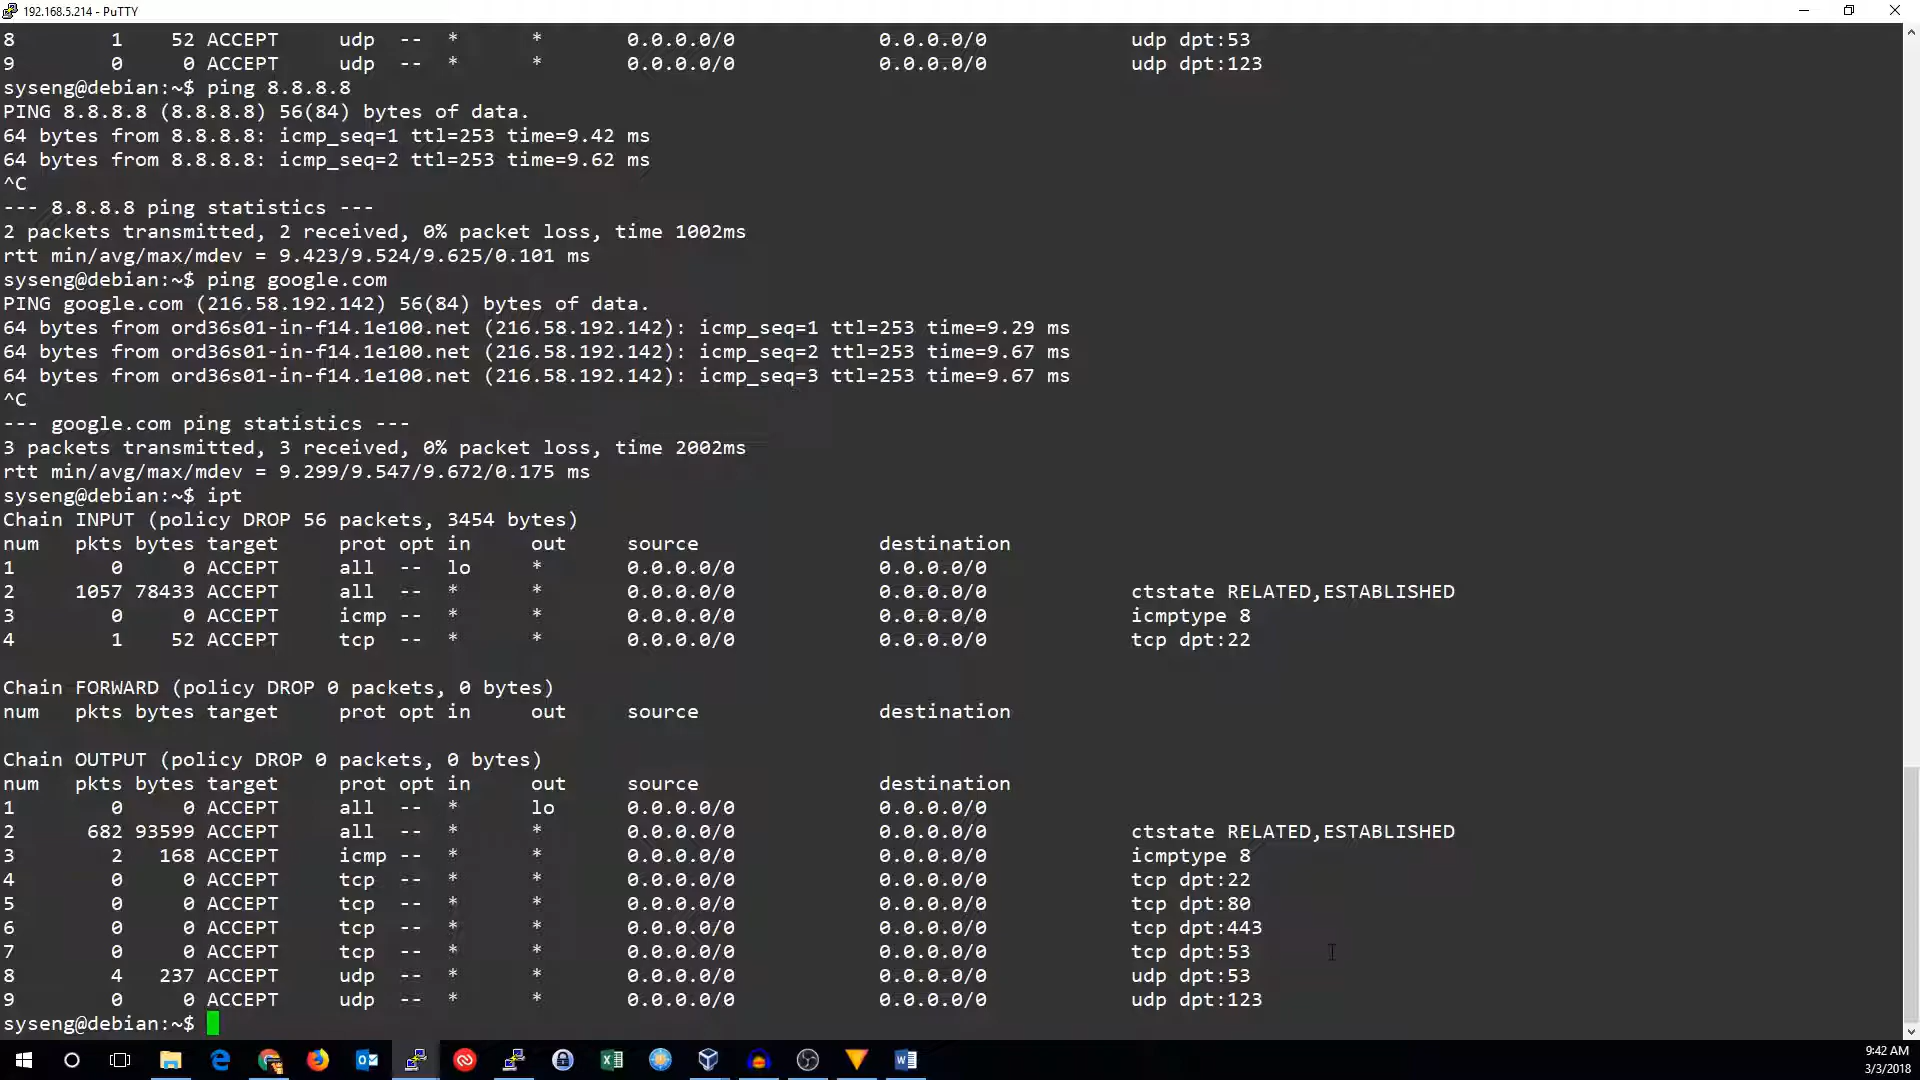 192.168.5.214 - PuTTY
8 1 52 ACCEPT udp -- * * 0.0.0.0/0 0.0.0.0/0 udp dpt:53
9 0 0 ACCEPT udp -- * * 0.0.0.0/0 0.0.0.0/0 udp dpt:123
syseng@debian:~$ ping 8.8.8.8
PING 8.8.8.8 (8.8.8.8) 56(84) bytes of data.
64 bytes from 8.8.8.8: icmp_seq=1 ttl=253 time=9.42 ms
64 bytes from 8.8.8.8: icmp_seq=2 ttl=253 time=9.62 ms
^C
--- 8.8.8.8 ping statistics ---
2 packets transmitted, 2 received, 0% packet loss, time 1002ms
rtt min/avg/max/mdev = 9.423/9.524/9.625/0.101 ms
syseng@debian:~$ ping google.com
PING google.com (216.58.192.142) 56(84) bytes of data.
64 bytes from ord36s01-in-f14.1e100.net (216.58.192.142): icmp_seq=1 ttl=253 time=9.29 ms
64 bytes from ord36s01-in-f14.1e100.net (216.58.192.142): icmp_seq=2 ttl=253 time=9.67 ms
64 bytes from ord36s01-in-f14.1e100.net (216.58.192.142): icmp_seq=3 ttl=253 time=9.67 ms
^C
--- google.com ping statistics ---
3 packets transmitted, 3 received, 0% packet loss, time 2002ms
rtt min/avg/max/mdev = 9.299/9.547/9.672/0.175 ms
syseng@debian:~$ ipt
Chain INPUT (policy DROP 56 packets, 3454 bytes)
num pkts bytes target prot opt in out source destination
1 0 0 ACCEPT all -- lo * 0.0.0.0/0 0.0.0.0/0
2 1057 78433 ACCEPT all -- * * 0.0.0.0/0 0.0.0.0/0 ctstate RELATED,ESTABLISHED
3 0 0 ACCEPT icmp -- * * 0.0.0.0/0 0.0.0.0/0 icmptype 8
4 1 52 ACCEPT tcp -- * * 0.0.0.0/0 0.0.0.0/0 tcp dpt:22
Chain FORWARD (policy DROP 0 packets, 0 bytes)
num pkts bytes target prot opt in out source destination
Chain OUTPUT (policy DROP 0 packets, 0 bytes)
num pkts bytes target prot opt in out source destination
1 0 0 ACCEPT all -- * lo 0.0.0.0/0 0.0.0.0/0
2 682 93599 ACCEPT all -- * * 0.0.0.0/0 0.0.0.0/0 ctstate RELATED,ESTABLISHED
3 2 168 ACCEPT icmp -- * * 0.0.0.0/0 0.0.0.0/0 icmptype 8
4 0 0 ACCEPT tcp -- * * 0.0.0.0/0 0.0.0.0/0 tcp dpt:22
5 0 0 ACCEPT tcp -- * * 0.0.0.0/0 0.0.0.0/0 tcp dpt:80
6 0 0 ACCEPT tcp -- * * 0.0.0.0/0 0.0.0.0/0 tcp dpt:443
7 0 0 ACCEPT tcp -- * * 0.0.0.0/0 0.0.0.0/0 tcp dpt:53
8 4 237 ACCEPT udp -- * * 0.0.0.0/0 0.0.0.0/0 udp dpt:53
9 0 0 ACCEPT udp -- * * 0.0.0.0/0 0.0.0.0/0 udp dpt:123
syseng@debian:~$
9:42 AM
3/3/2018